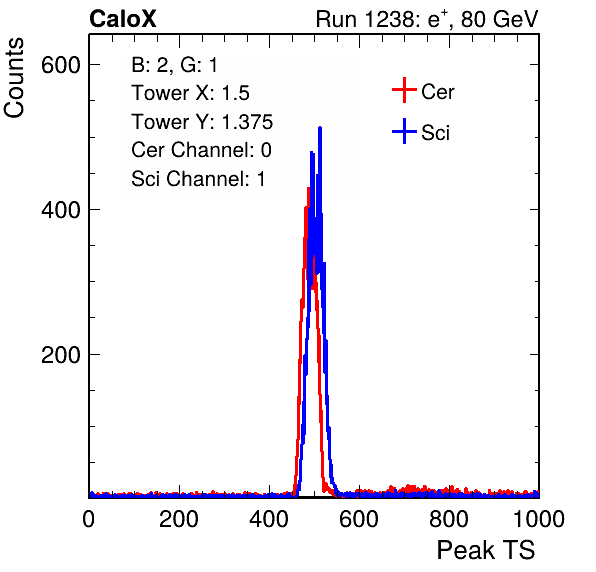 CaloX Run 1238: e⁺, 80 GeV
Counts
B: 2, G: 1
Tower X: 1.5
Tower Y: 1.375
Cer Channel: 0
Sci Channel: 1
Cer
Sci
600
400
200
0 200 400 600 800 1000
Peak TS